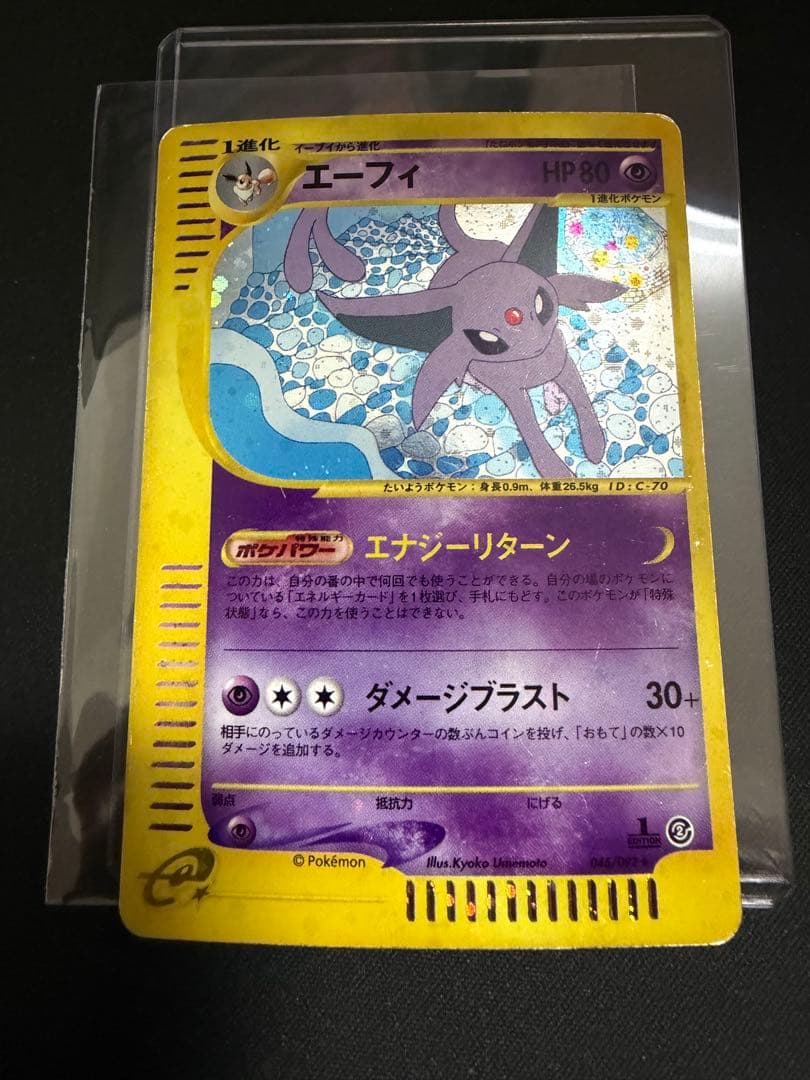 1進化 イーブイから進化
エーフィ HP80
1進化ポケモン
たいようポケモン：身長0.9m、体重26.5kg ID：C-70
特殊能力
ポケパワー エナジーリターン
この力は、自分の番の中で何回でも使うことができる。自分の場のポケモンに
ついている「エネルギーカード」を1枚選び、手札にもどす。このポケモンが「特殊
状態」なら、この力を使うことはできない。
ダメージブラスト 30+
相手にのっているダメージカウンターの数ぶんコインを投げ、「おもて」の数×10
ダメージを追加する。
弱点 抵抗力 にげる
1
EDITION
2
©Pokémon Illus.Kyoko Umemoto 045/092★
e